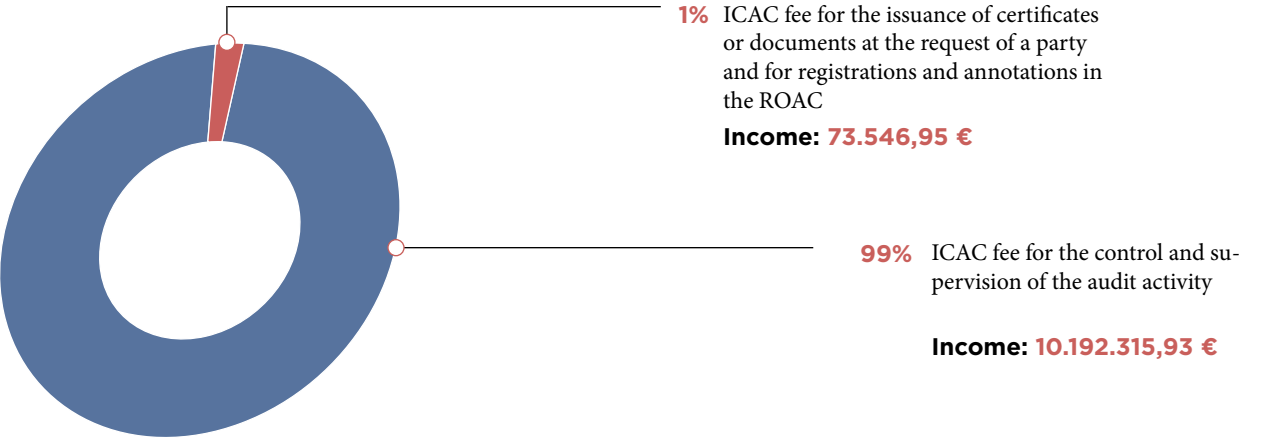 1% ICAC fee for the issuance of certificates
or documents at the request of a party
and for registrations and annotations in
the ROAC
Income: 73.546,95 €
99% ICAC fee for the control and su-
pervision of the audit activity
Income: 10.192.315,93 €